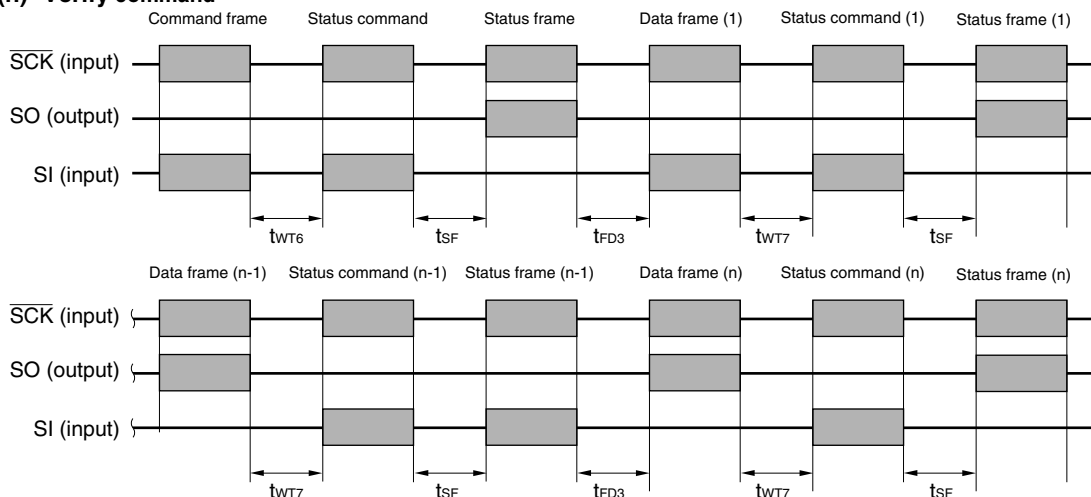 (h) Verify command
Command frame Status command Status frame Data frame (1) Status command (1) Status frame (1)
SCK (input)
SO (output)
SI (input)
tWT6 tSF tFD3 tWT7 tSF
Data frame (n-1) Status command (n-1) Status frame (n-1) Data frame (n) Status command (n) Status frame (n)
SCK (input)
SO (output)
SI (input)
tWT7 tSF tFD3 tWT7 tSF